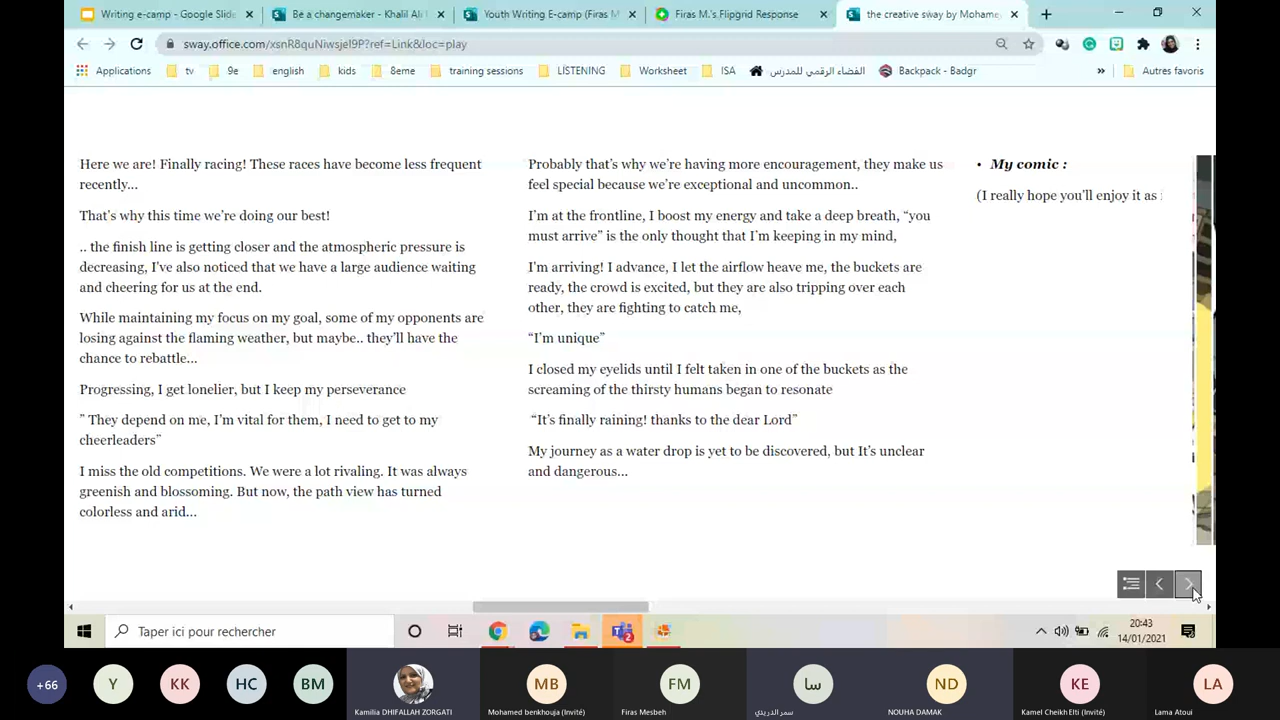 Writing e-camp - Google Slide
Be a changemaker - Khalil Ali
Youth Writing E-camp (Firas M
Firas M.'s Flipgrid Response
the creative sway by Mohame
sway.office.com/xsnR8quNiwsjeI9P?ref=Link&loc=play
Applications
tv
9e
english
kids
8eme
training sessions
LISTENING
Worksheet
ISA
الفضاء الرقمي للمدرس
Backpack - Badgr
»
Autres favoris
Here we are! Finally racing! These races have become less frequent
recently...
That's why this time we're doing our best!
.. the finish line is getting closer and the atmospheric pressure is
decreasing, I've also noticed that we have a large audience waiting
and cheering for us at the end.
While maintaining my focus on my goal, some of my opponents are
losing against the flaming weather, but maybe.. they'll have the
chance to rebattle...
Progressing, I get lonelier, but I keep my perseverance
” They depend on me, I'm vital for them, I need to get to my
cheerleaders”
I miss the old competitions. We were a lot rivaling. It was always
greenish and blossoming. But now, the path view has turned
colorless and arid...
Probably that's why we're having more encouragement, they make us
feel special because we're exceptional and uncommon..
I'm at the frontline, I boost my energy and take a deep breath, “you
must arrive” is the only thought that I'm keeping in my mind,
I'm arriving! I advance, I let the airflow heave me, the buckets are
ready, the crowd is excited, but they are also tripping over each
other, they are fighting to catch me,
“I'm unique”
I closed my eyelids until I felt taken in one of the buckets as the
screaming of the thirsty humans began to resonate
“It's finally raining! thanks to the dear Lord”
My journey as a water drop is yet to be discovered, but It's unclear
and dangerous...
• My comic :
(I really hope you'll enjoy it as
Taper ici pour rechercher
2
20:43
14/01/2021
+66
Y
KK
HC
BM
MB
FM
سا
ND
KE
LA
Kamilia DHIFALLAH ZORGATI
Mohamed benkhouja (Invité)
Firas Mesbeh
سمر الدريدي
NOUHA DAMAK
Kamel Cheikh Elti (Invité)
Lama Atoui